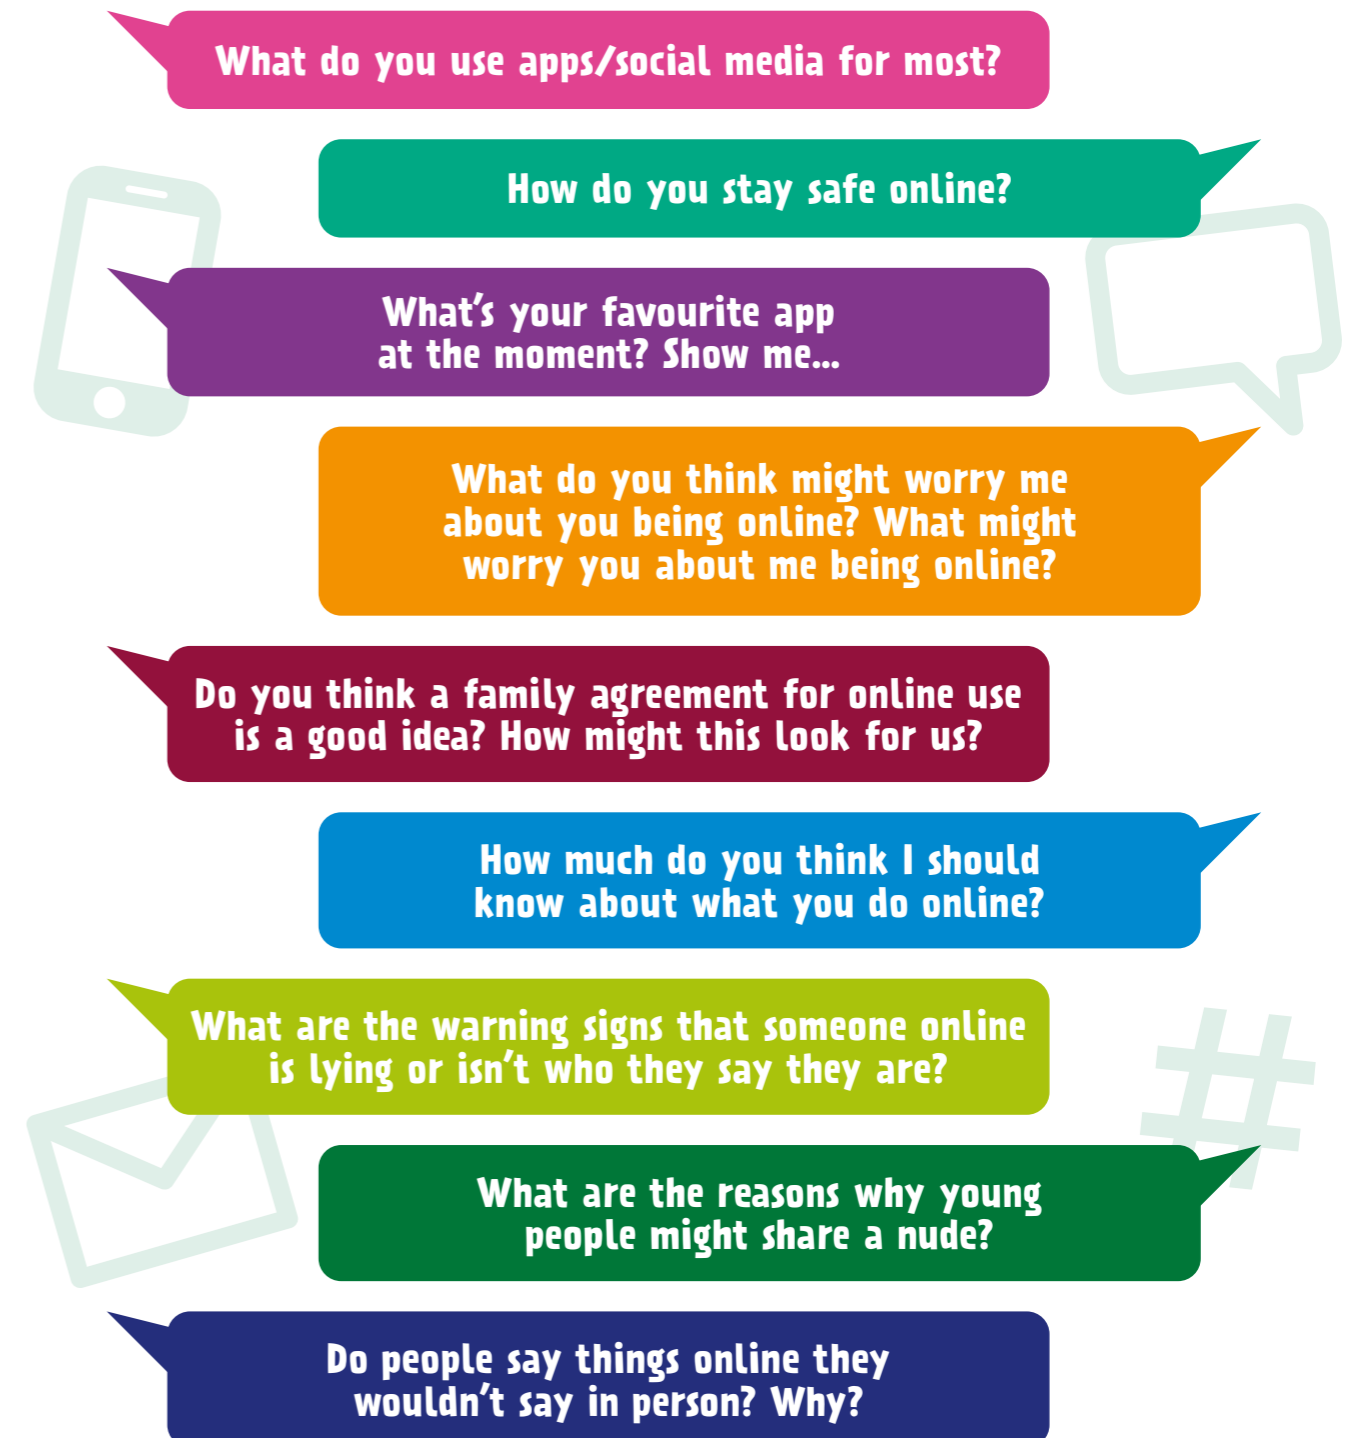 What do you use apps/social media for most?
How do you stay safe online?
What's your favourite app
at the moment? Show me...
What do you think might worry me
about you being online? What might
worry you about me being online?
Do you think a family agreement for online use
is a good idea? How might this look for us?
How much do you think I should
know about what you do online?
What are the warning signs that someone online
is lying or isn't who they say they are?
What are the reasons why young
people might share a nude?
Do people say things online they
wouldn't say in person? Why?